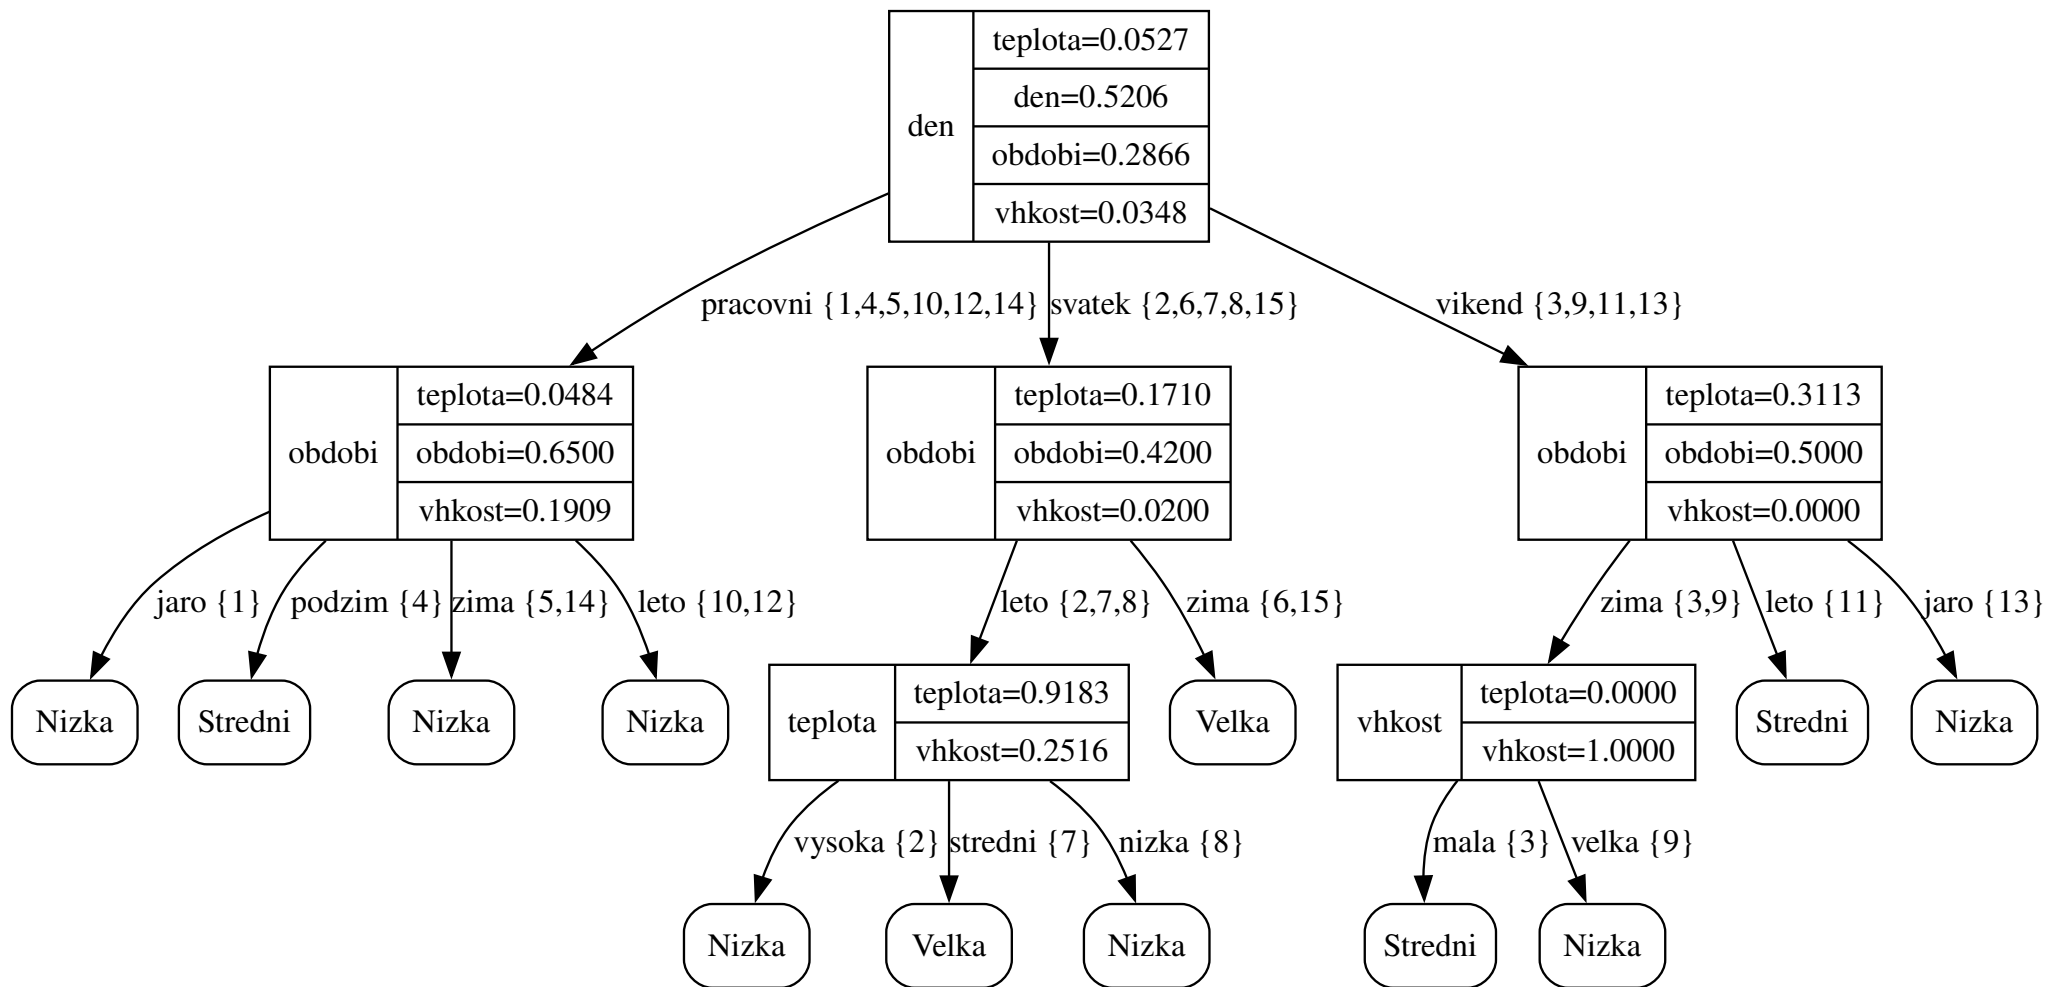 teplota=0.0527
den
den=0.5206
obdobi=0.2866
vhkost=0.0348
pracovni {1,4,5,10,12,14}
svatek {2,6,7,8,15}
vikend {3,9,11,13}
obdobi
teplota=0.0484
obdobi=0.6500
vhkost=0.1909
obdobi
teplota=0.1710
obdobi=0.4200
vhkost=0.0200
obdobi
teplota=0.3113
obdobi=0.5000
vhkost=0.0000
jaro {1}
podzim {4}
zima {5,14}
leto {10,12}
leto {2,7,8}
zima {6,15}
zima {3,9}
leto {11}
jaro {13}
Nizka
Stredni
Nizka
Nizka
teplota
teplota=0.9183
vhkost=0.2516
Velka
vhkost
teplota=0.0000
vhkost=1.0000
Stredni
Nizka
vysoka {2}
stredni {7}
nizka {8}
mala {3}
velka {9}
Nizka
Velka
Nizka
Stredni
Nizka